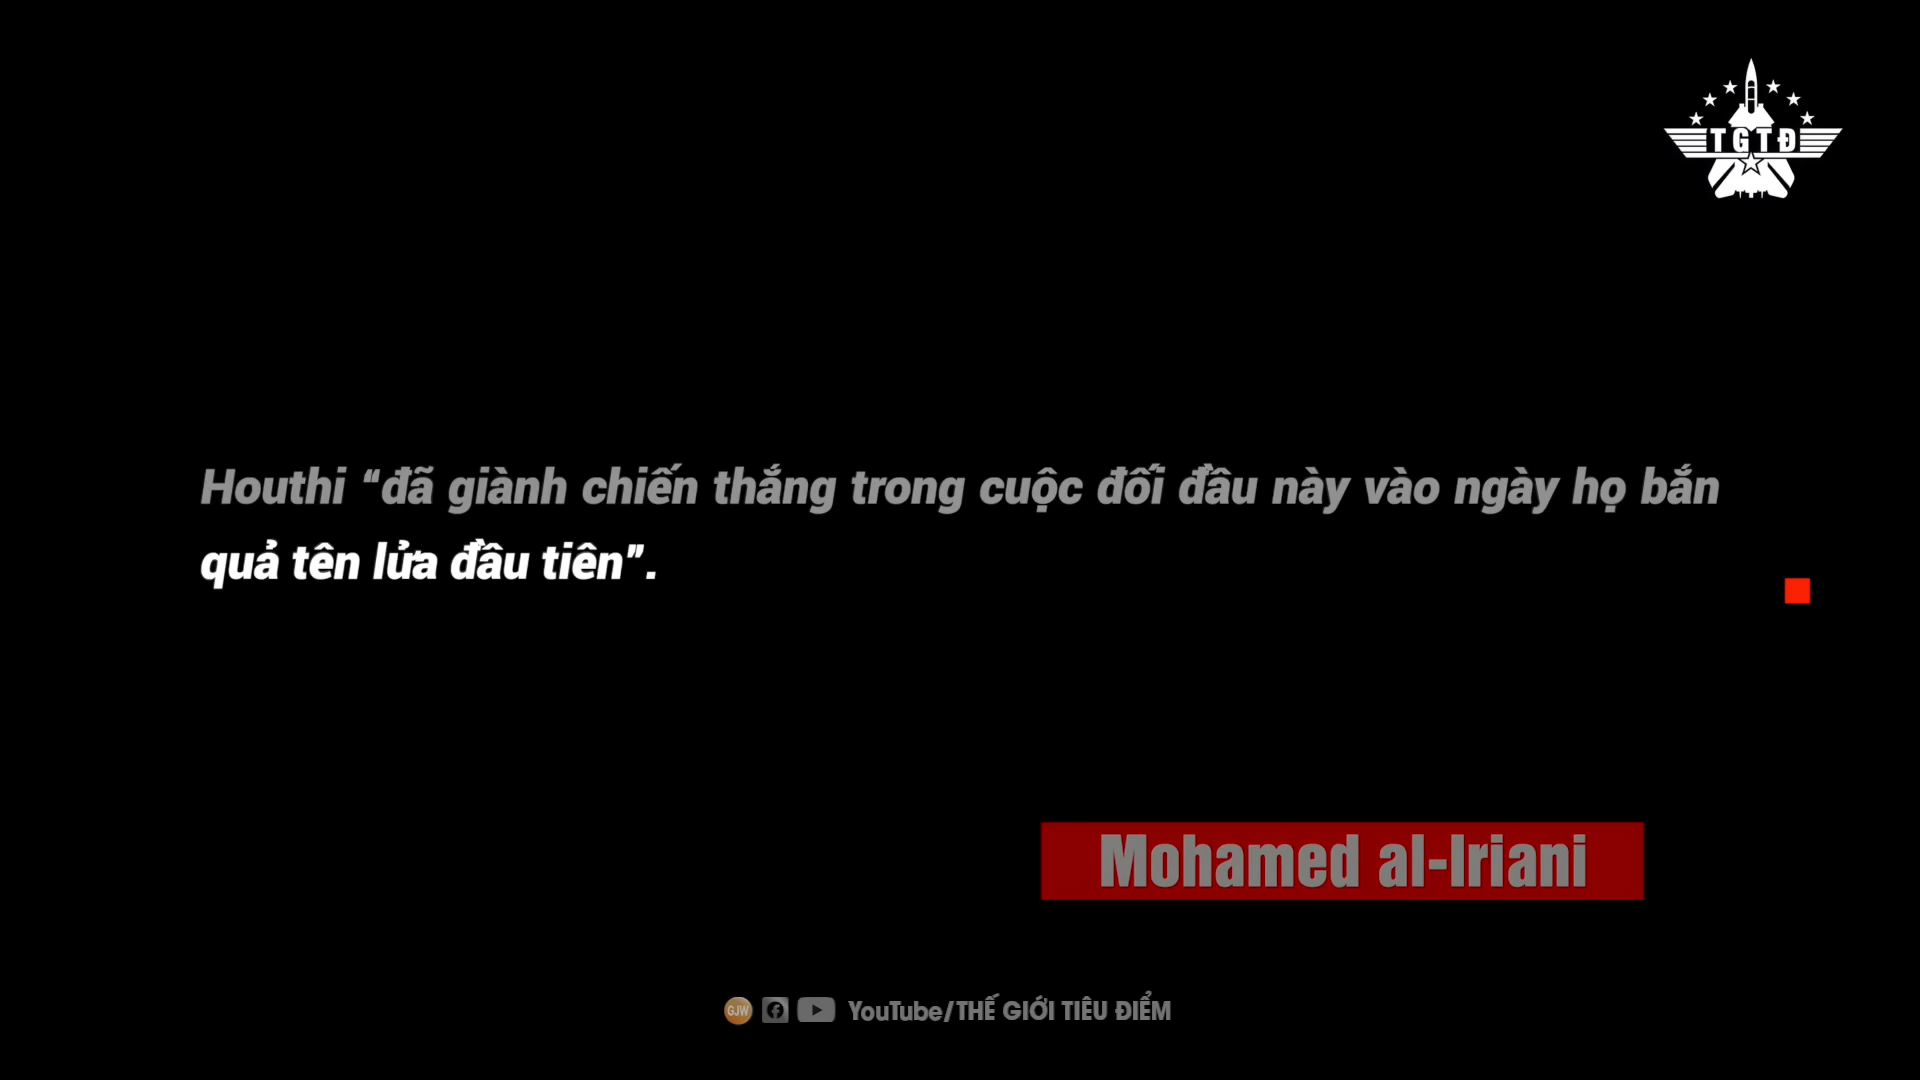 TGTĐ
Houthi “đã giành chiến thắng trong cuộc đối đầu này vào ngày họ bắn
quả tên lửa đầu tiên”.
Mohamed al-Iriani
GJW YouTube/THẾ GIỚI TIÊU ĐIỂM